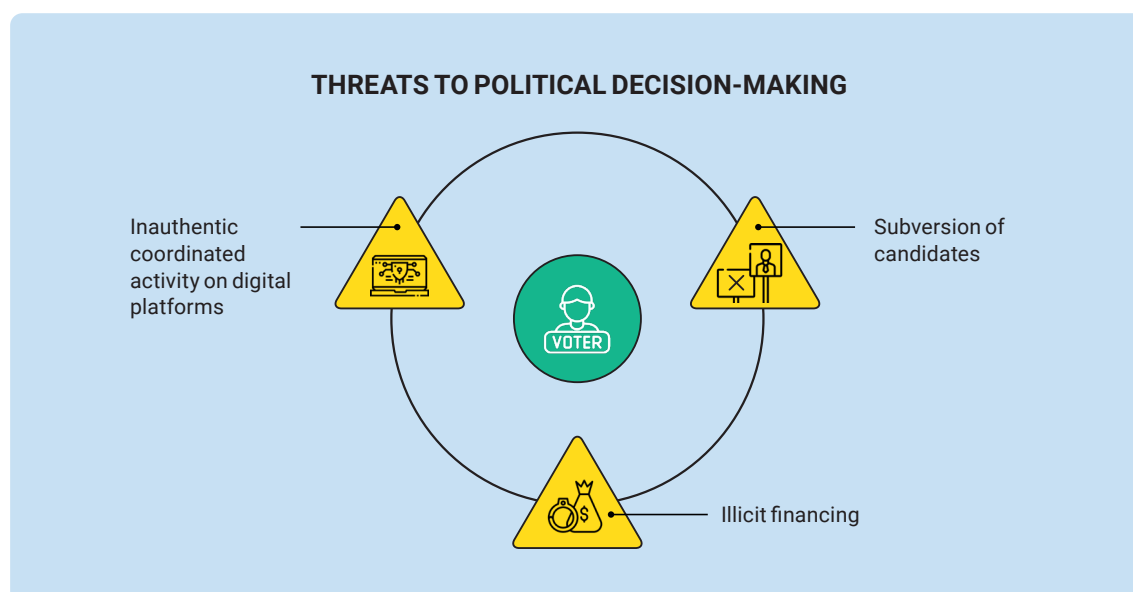 THREATS TO POLITICAL DECISION-MAKING
Inauthentic
coordinated
activity on digital
platforms
Subversion of
candidates
VOTER
$
Illicit financing